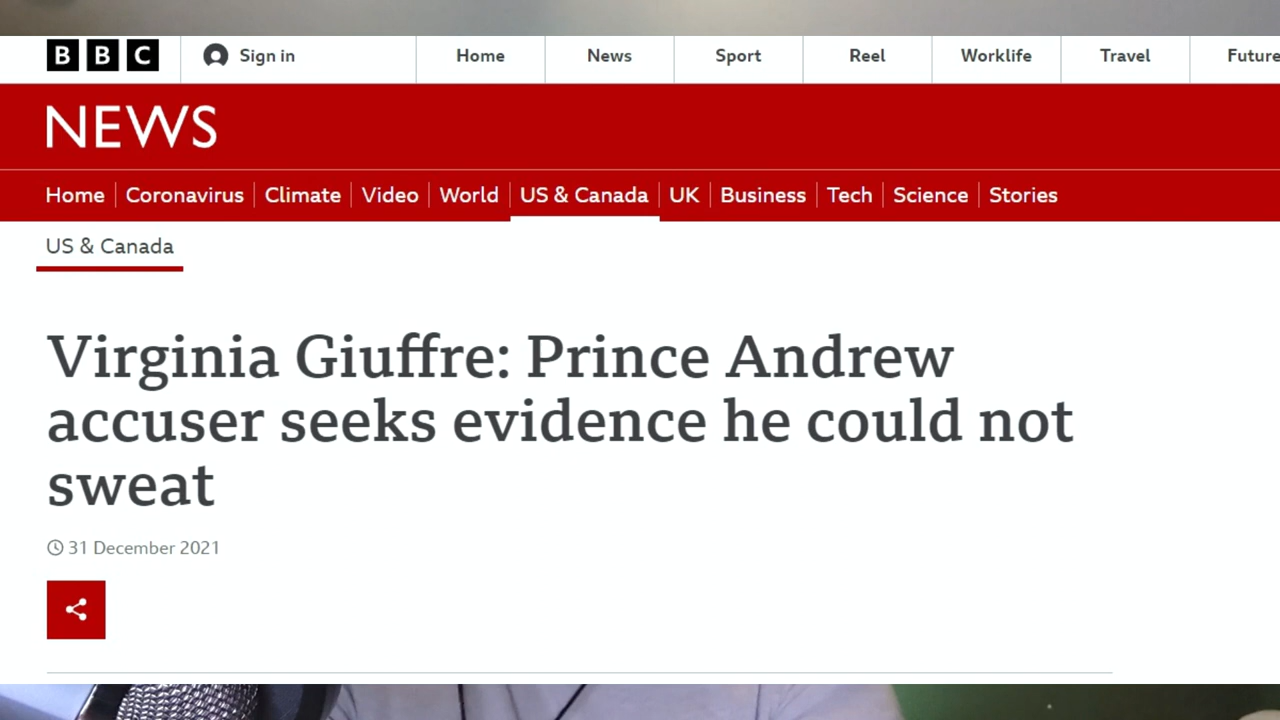 BBC Sign in Home News Sport Reel Worklife Travel Future
NEWS
Home Coronavirus Climate Video World US & Canada UK Business Tech Science Stories
US & Canada
Virginia Giuffre: Prince Andrew
accuser seeks evidence he could not
sweat
31 December 2021